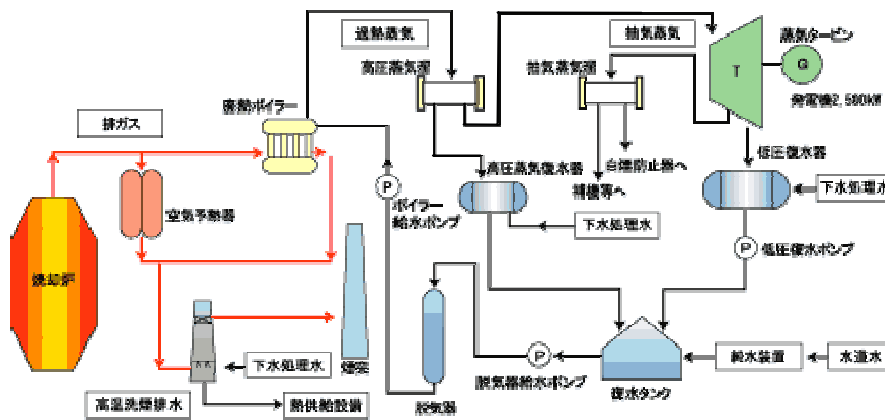 過熱蒸気
抽気蒸気
蒸気タービン
高圧蒸気溜
抽気蒸気溜
T
G
発電機2,500kW
廃熱ボイラー
排ガス
高圧蒸気復水器
白煙防止器へ
補機等へ
低圧復水器
下水処理水
P
ボイラー
給水ポンプ
空気予熱器
下水処理水
P
低圧復水ポンプ
焼却炉
下水処理水
煙突
P
脱気器給水ポンプ
給水装置
水道水
高温洗煙排水
熱供給設備
脱気器
復水タンク